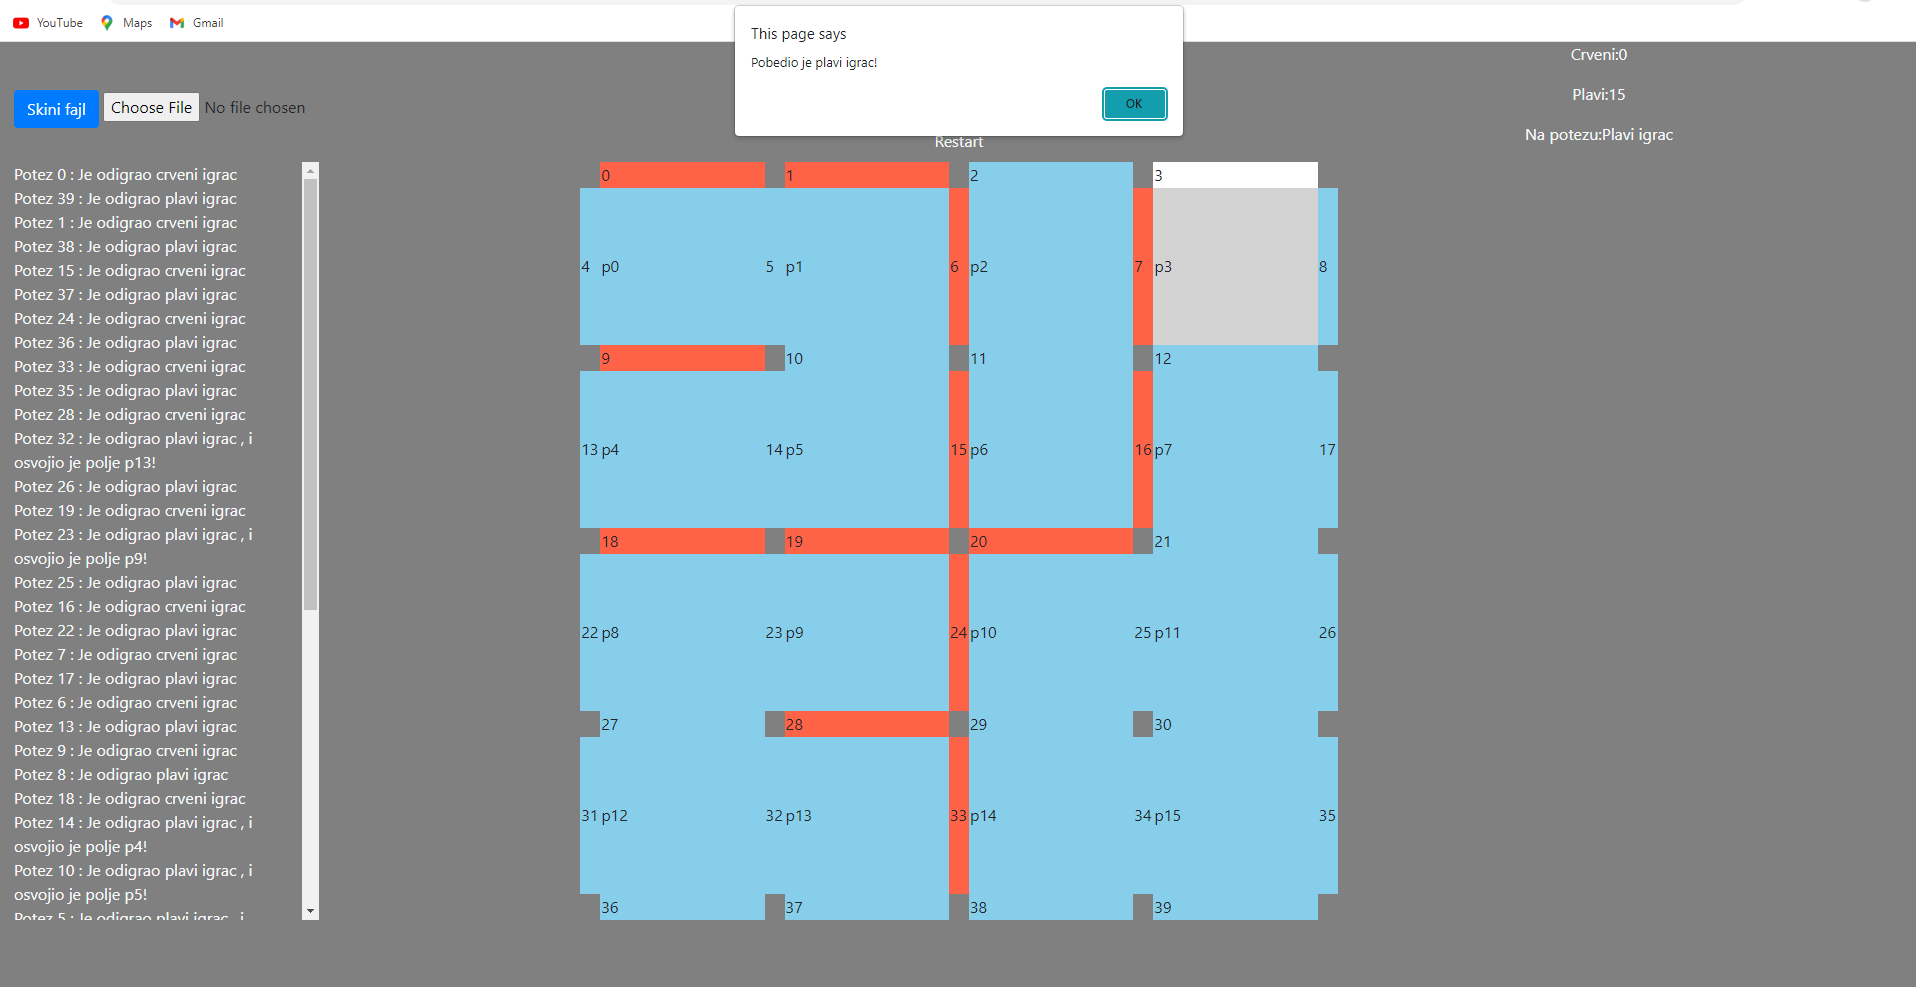 YouTube Maps Gmail
This page says
Pobedio je plavi igrac!
OK
Crveni:0
Plavi:15
Na potezu:Plavi igrac
Skini fajl Choose File No file chosen
Restart
Potez 0 : Je odigrao crveni igrac
Potez 39 : Je odigrao plavi igrac
Potez 1 : Je odigrao crveni igrac
Potez 38 : Je odigrao plavi igrac
Potez 15 : Je odigrao crveni igrac
Potez 37 : Je odigrao plavi igrac
Potez 24 : Je odigrao crveni igrac
Potez 36 : Je odigrao plavi igrac
Potez 33 : Je odigrao crveni igrac
Potez 35 : Je odigrao plavi igrac
Potez 28 : Je odigrao crveni igrac
Potez 32 : Je odigrao plavi igrac , i
osvojio je polje p13!
Potez 26 : Je odigrao plavi igrac
Potez 19 : Je odigrao crveni igrac
Potez 23 : Je odigrao plavi igrac , i
osvojio je polje p9!
Potez 25 : Je odigrao plavi igrac
Potez 16 : Je odigrao crveni igrac
Potez 22 : Je odigrao plavi igrac
Potez 7 : Je odigrao crveni igrac
Potez 17 : Je odigrao plavi igrac
Potez 6 : Je odigrao crveni igrac
Potez 13 : Je odigrao plavi igrac
Potez 9 : Je odigrao crveni igrac
Potez 8 : Je odigrao plavi igrac
Potez 18 : Je odigrao crveni igrac
Potez 14 : Je odigrao plavi igrac , i
osvojio je polje p4!
Potez 10 : Je odigrao plavi igrac , i
osvojio je polje p5!
Potez 5 : Je odigrao plavi igrac , i
0 1 2 3
4 p0 5 p1 6 p2 7 p3 8
9 10 11 12
13 p4 14 p5 15 p6 16 p7 17
18 19 20 21
22 p8 23 p9 24 p10 25 p11 26
27 28 29 30
31 p12 32 p13 33 p14 34 p15 35
36 37 38 39